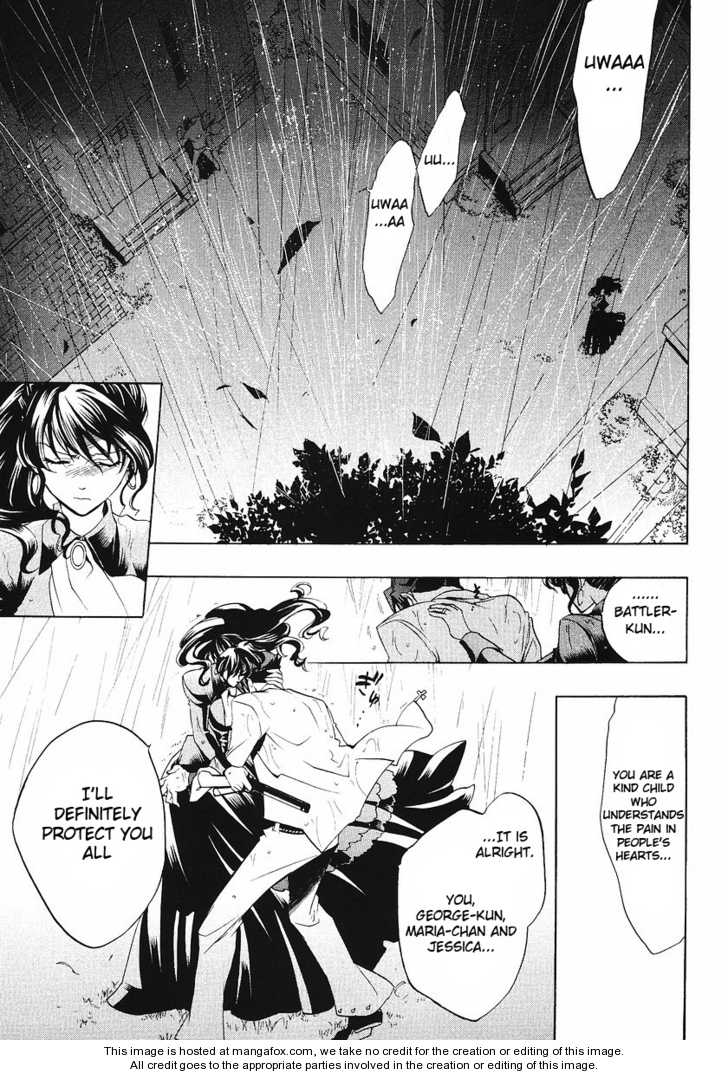 UWAAA
...
UU...
UWAA
...AA
......
BATTLER-
KUN...
YOU ARE A
KIND CHILD
WHO
UNDERSTANDS
THE PAIN IN
PEOPLE'S
HEARTS...
...IT IS
ALRIGHT.
YOU,
GEORGE-KUN,
MARIA-CHAN AND
JESSICA...
I'LL
DEFINITELY
PROTECT YOU
ALL
This image is hosted at mangafox.com, we take no credit for the creation or editing of this image.
All credit goes to the appropriate parties involved in the creation or editing of this image.